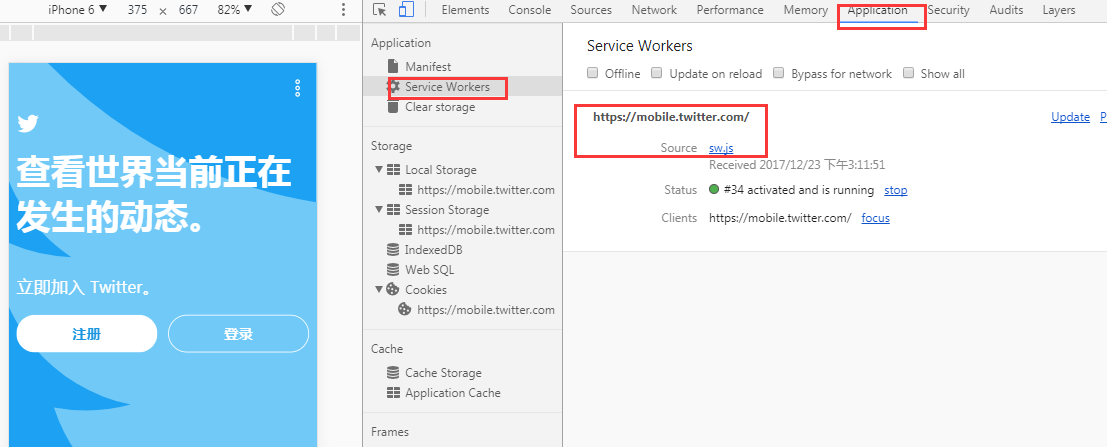 iPhone 6 ▼ 375 × 667 82% ▼
Elements Console Sources Network Performance Memory Application Security Audits Layers
查看世界当前正在
发生的动态。
立即加入 Twitter。
注册 登录
Application
Manifest
Service Workers
Clear storage
Storage
Local Storage
https://mobile.twitter.com
Session Storage
https://mobile.twitter.com
IndexedDB
Web SQL
Cookies
https://mobile.twitter.com
Cache
Cache Storage
Application Cache
Frames
Service Workers
Offline Update on reload Bypass for network Show all
https://mobile.twitter.com/ Update P
Source sw.js
Received 2017/12/23 下午3:11:51
Status #34 activated and is running stop
Clients https://mobile.twitter.com/ focus